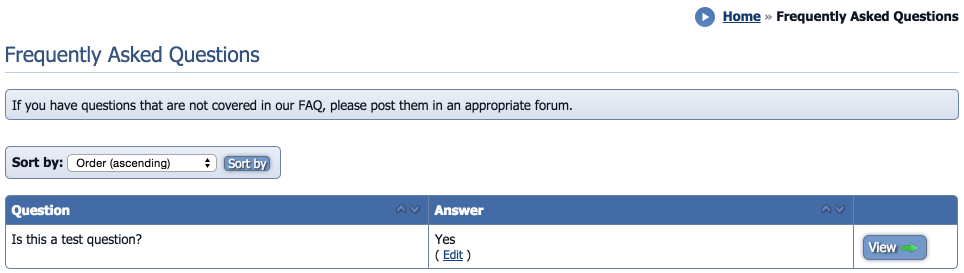 Home » Frequently Asked Questions
Frequently Asked Questions
If you have questions that are not covered in our FAQ, please post them in an appropriate forum.
Sort by: Order (ascending) Sort by
Question Answer
Is this a test question? Yes
( Edit )
View